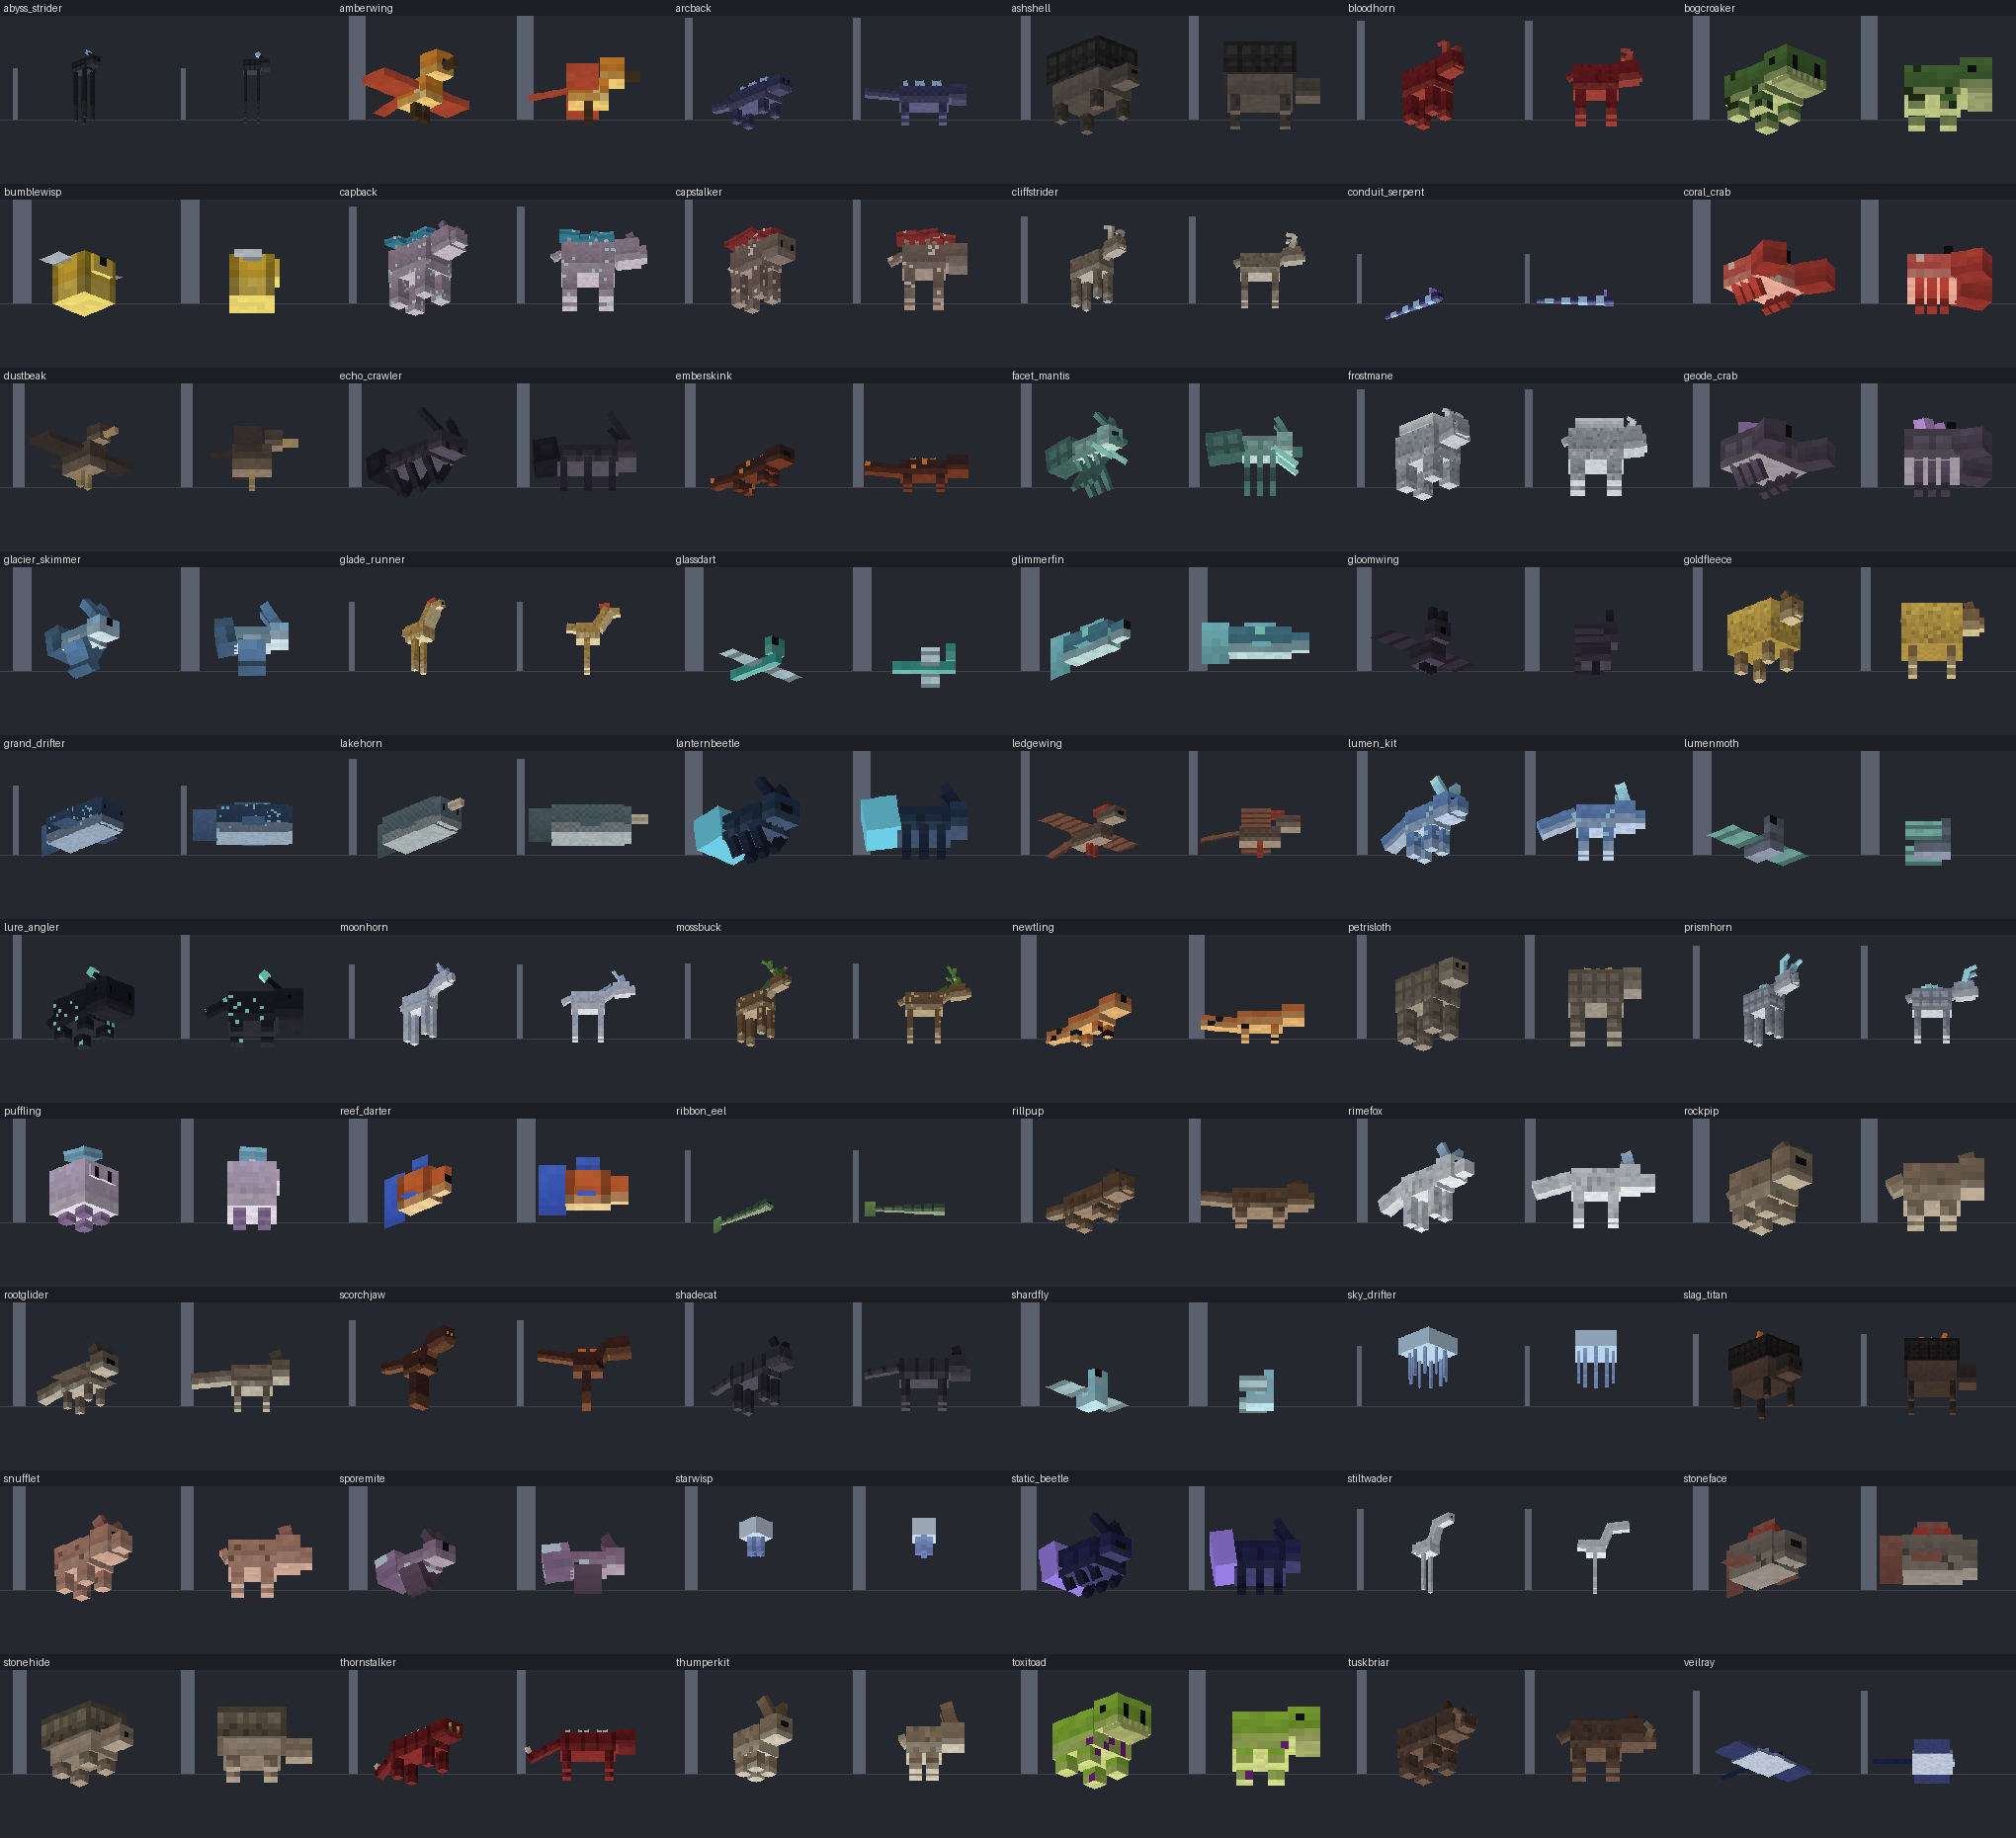 abyss_strider amberwing arcback ashshell bloodhorn bogcroaker
bumblewisp capback capstalker cliffstrider conduit_serpent coral_crab
dustbeak echo_crawler emberskink facet_mantis frostmane geode_crab
glacier_skimmer glade_runner glassdart glimmerfin gloomwing goldfleece
grand_drifter lakehorn lanternbeetle ledgewing lumen_kit lumenmoth
lure_angler moonhorn mossbuck newtling petrisloth prismhorn
puffling reef_darter ribbon_eel rillpup rimefox rockpip
rootglider scorchjaw shadecat shardfly sky_drifter slag_titan
snufflet sporemite starwisp static_beetle stiltwader stoneface
stonehide thornstalker thumperkit toxitoad tuskbriar veilray